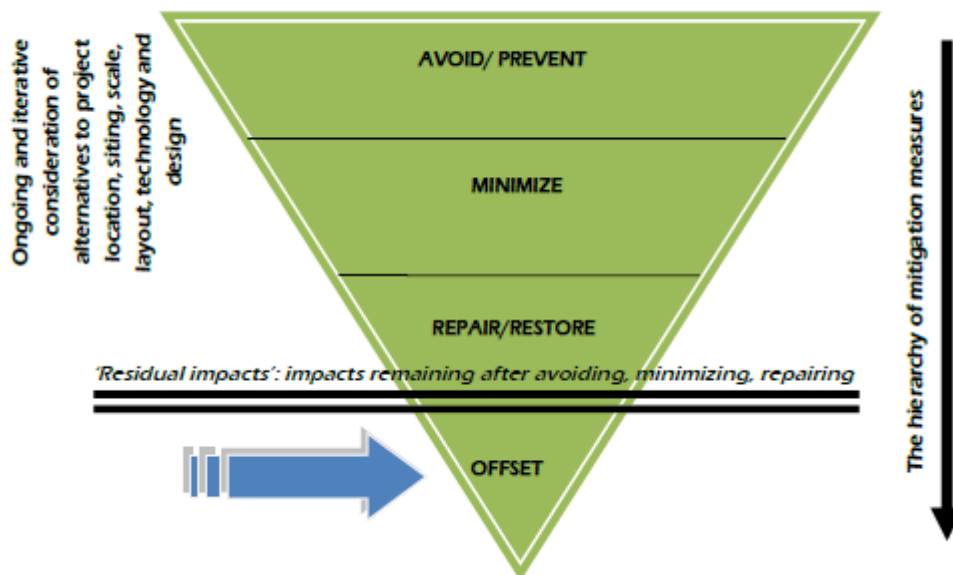 Ongoing and iterative
consideration of
alternatives to project
location, siting, scale,
layout, technology and
design
AVOID/ PREVENT
MINIMIZE
REPAIR/RESTORE
'Residual impacts': impacts remaining after avoiding, minimizing, repairing
OFFSET
The hierarchy of mitigation measures